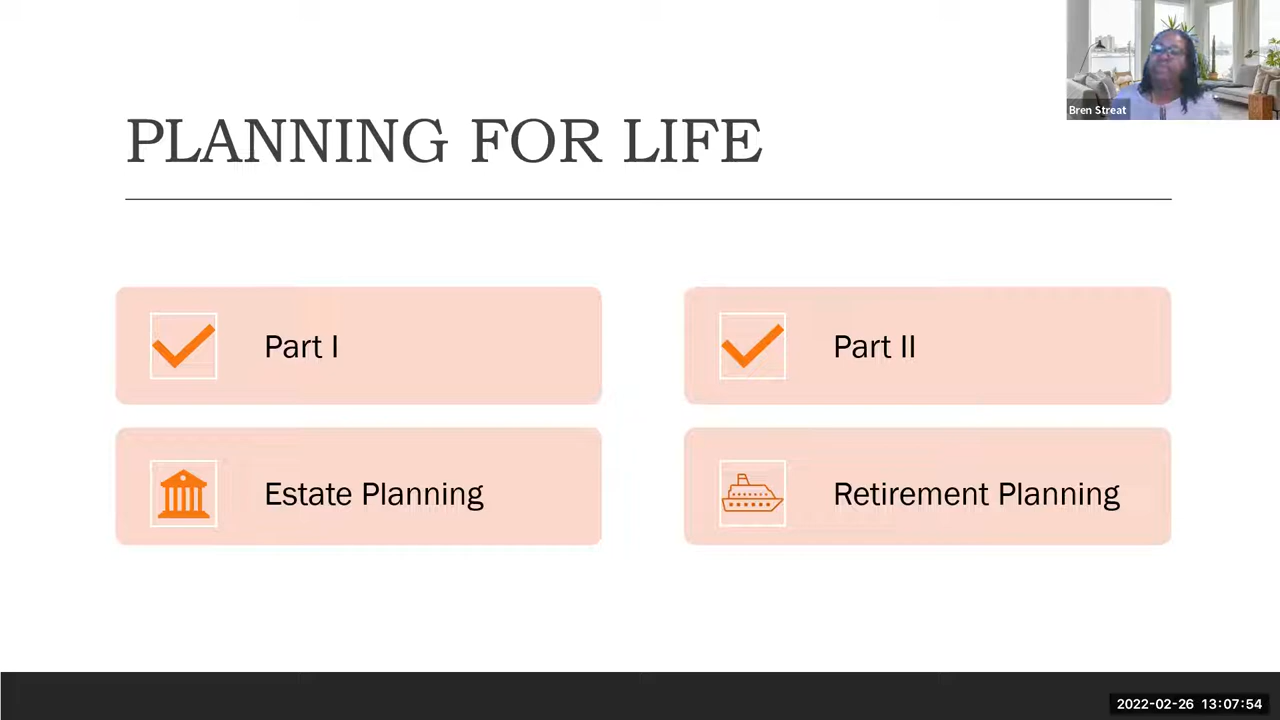 Bren Streat
PLANNING FOR LIFE
Part I
Part II
Estate Planning
Retirement Planning
2022-02-26 13:07:54